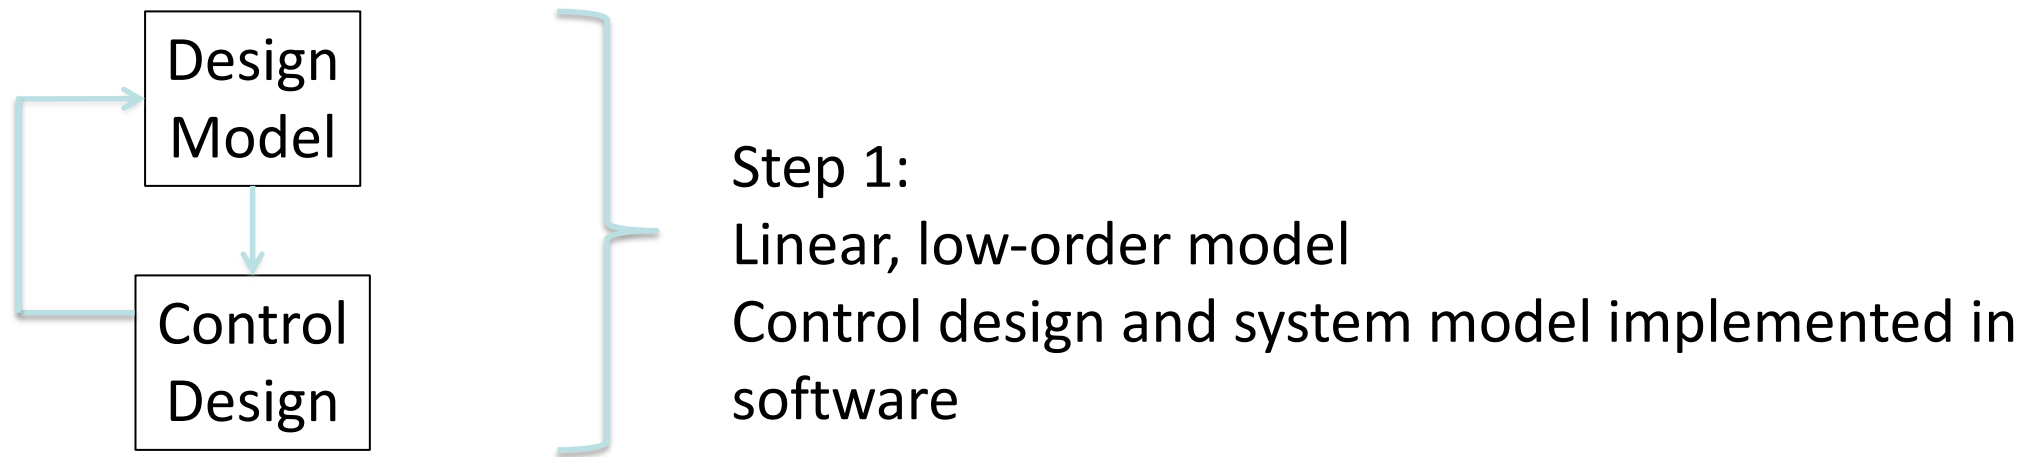 Design
Model
Control
Design
Step 1:
Linear, low-order model
Control design and system model implemented in
software